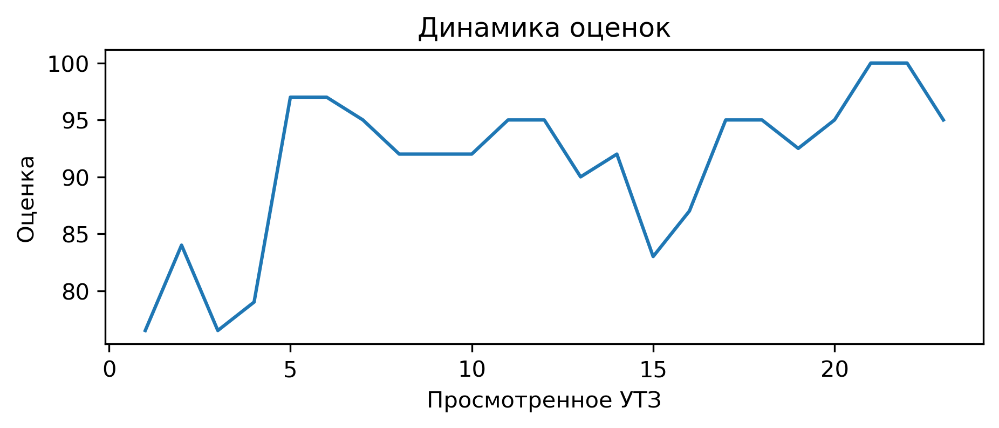 Динамика оценок
100
95
90
85
80
Оценка
0 5 10 15 20
Просмотренное УТЗ